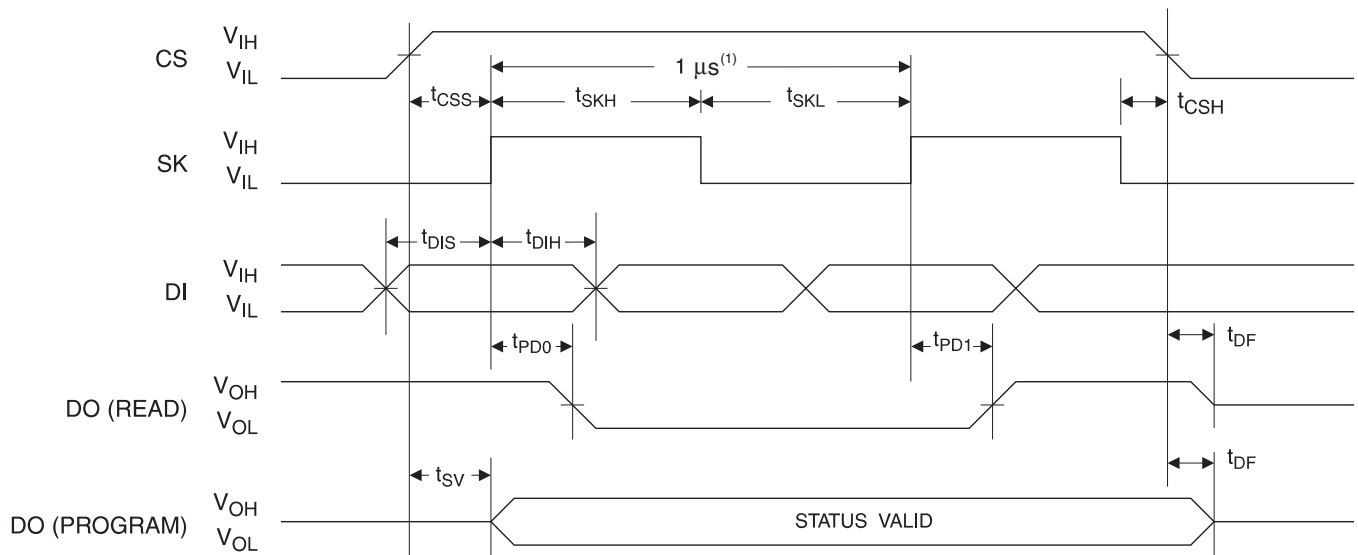 CS
V_IH
V_IL
1 μs(1)
t_CSS
t_SKH
t_SKL
t_CSH
SK
V_IH
V_IL
t_DIS
t_DIH
DI
V_IH
V_IL
t_PD0
t_PD1
t_DF
DO (READ)
V_OH
V_OL
t_SV
t_DF
DO (PROGRAM)
V_OH
V_OL
STATUS VALID